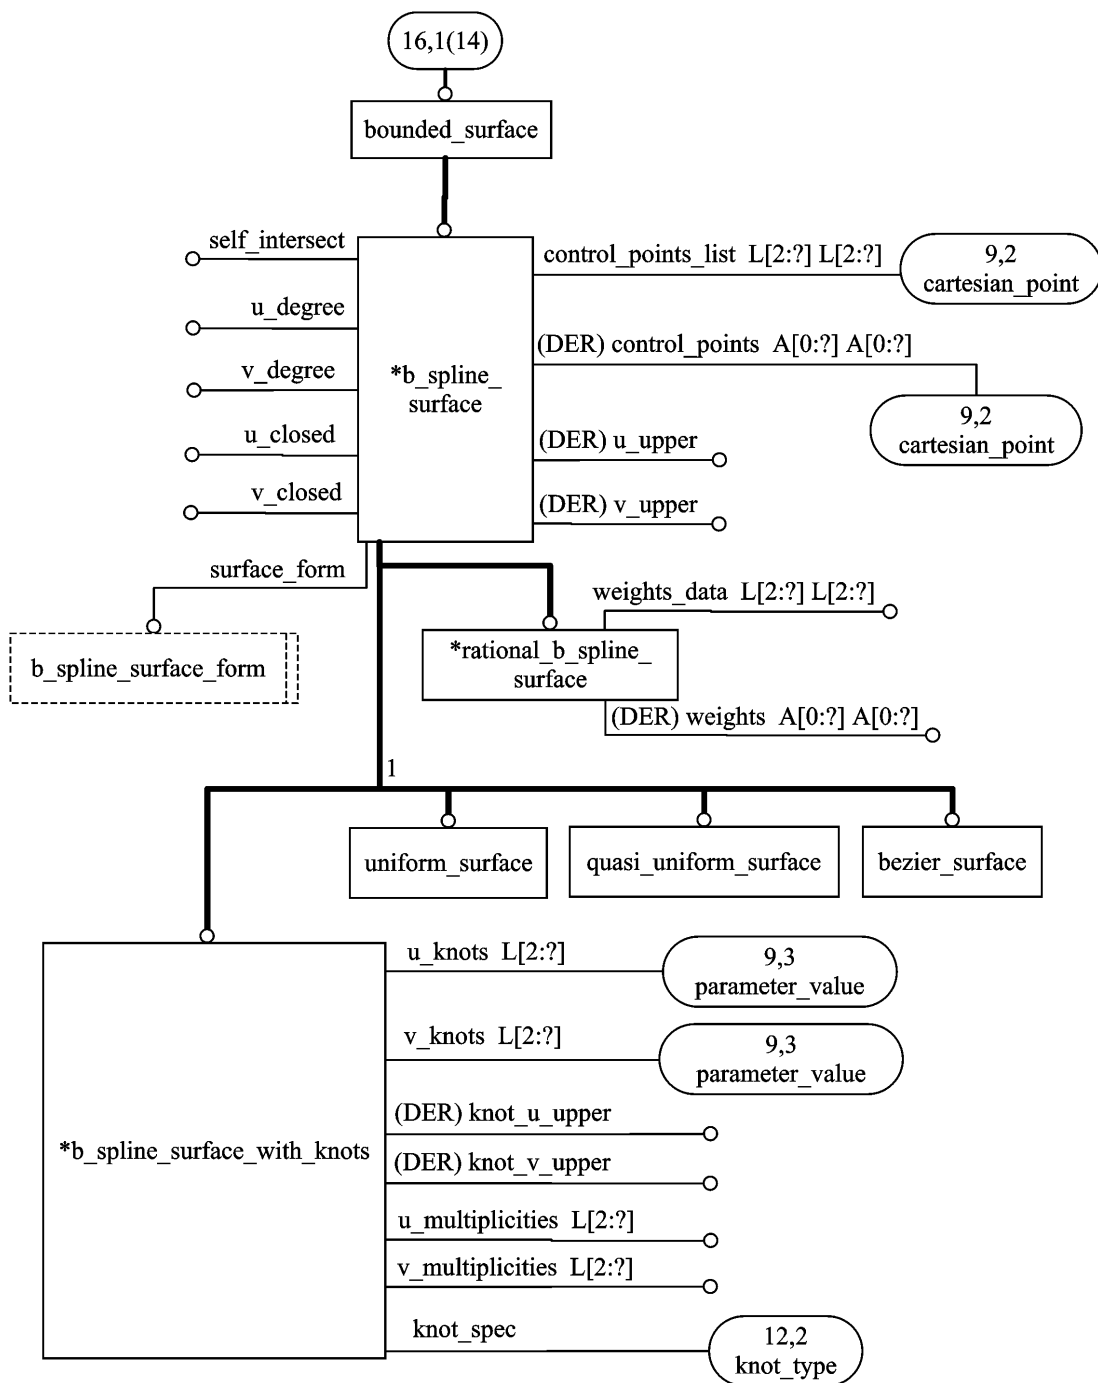 16,1(14)
bounded_surface
self_intersect
control_points_list L[2:?] L[2:?]
9,2
cartesian_point
u_degree
(DER) control_points A[0:?] A[0:?]
v_degree
*b_spline_
surface
9,2
cartesian_point
u_closed
(DER) u_upper
v_closed
(DER) v_upper
surface_form
weights_data L[2:?] L[2:?]
b_spline_surface_form
*rational_b_spline_
surface
(DER) weights A[0:?] A[0:?]
1
uniform_surface
quasi_uniform_surface
bezier_surface
u_knots L[2:?]
9,3
parameter_value
v_knots L[2:?]
9,3
parameter_value
(DER) knot_u_upper
*b_spline_surface_with_knots
(DER) knot_v_upper
u_multiplicities L[2:?]
v_multiplicities L[2:?]
knot_spec
12,2
knot_type